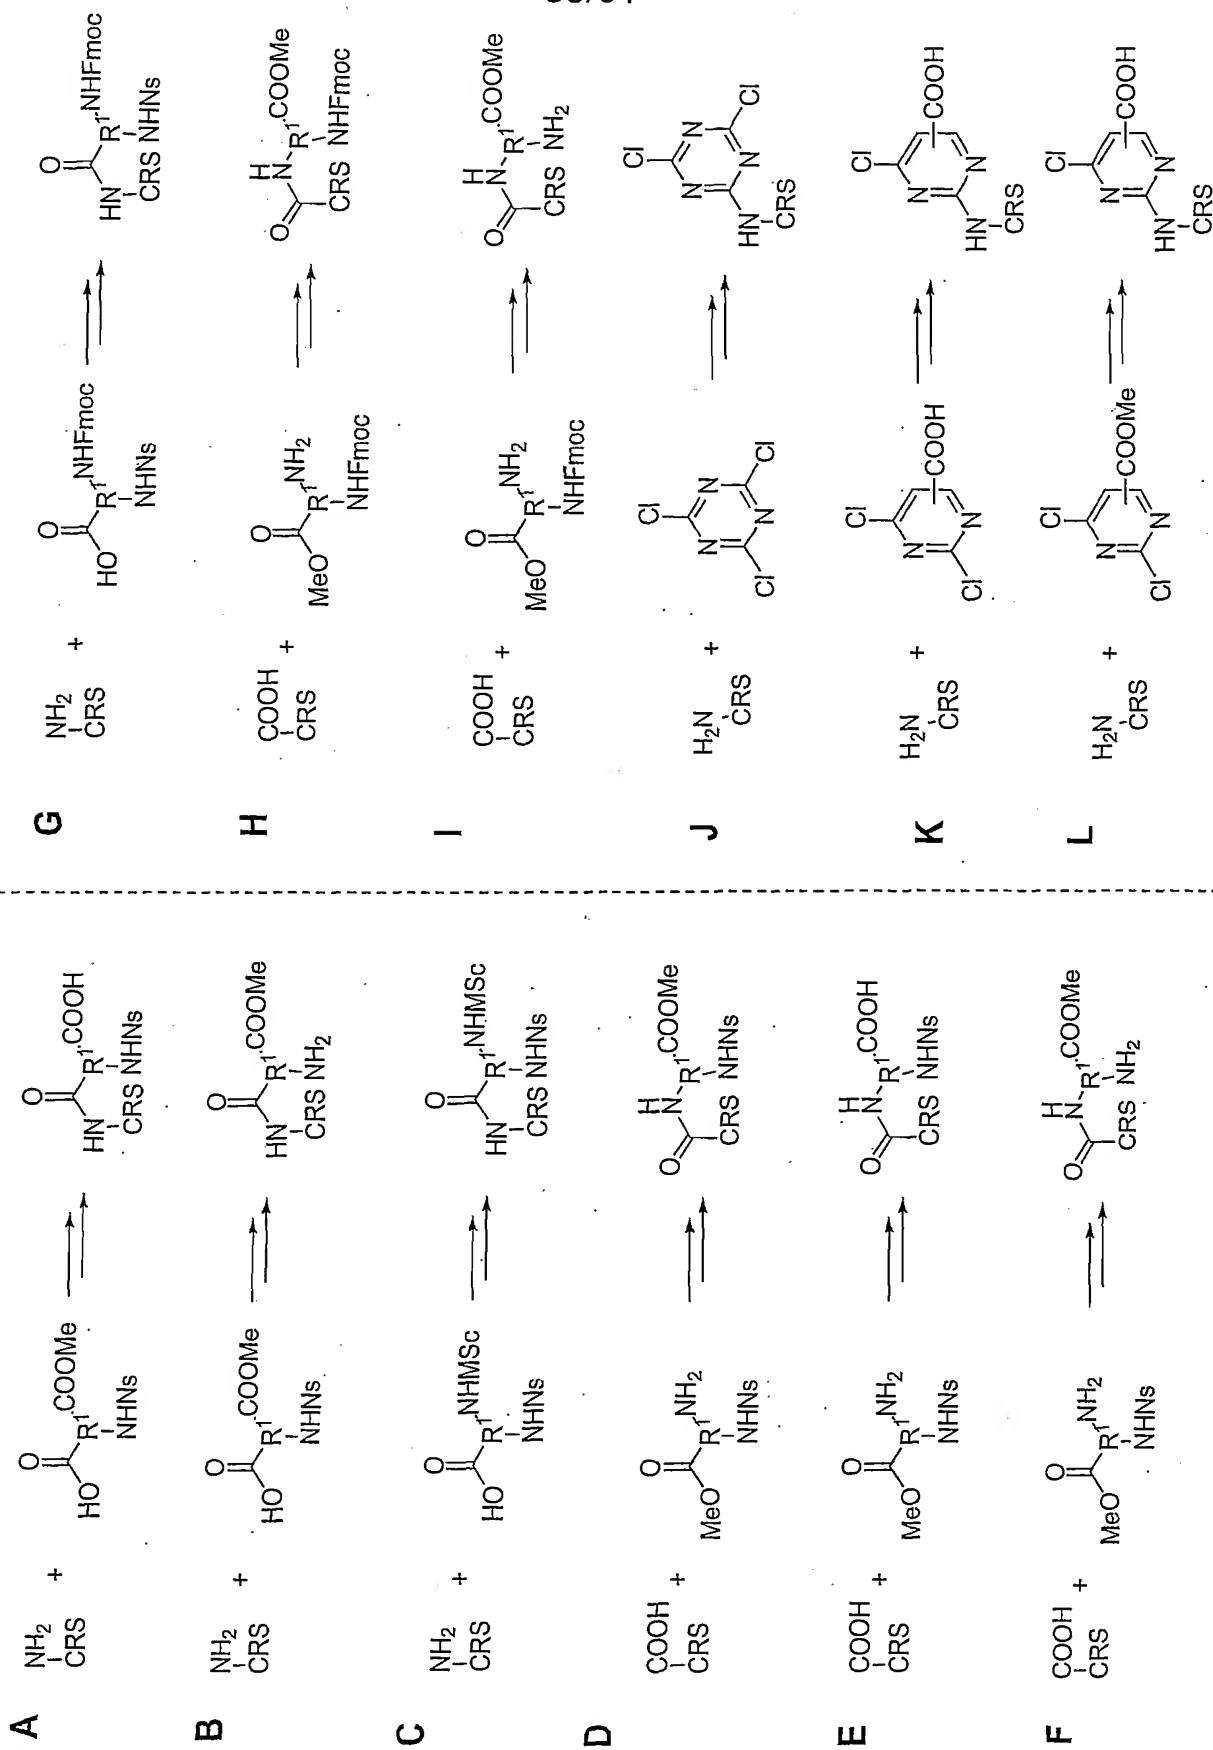 A
NH2
CRS
+
O
HO
R1
COOMe
NHNs
O
HN
CRS
R1
COOH
NHNs
B
NH2
CRS
+
O
HO
R1
COOMe
NHNs
O
HN
CRS
R1
COOMe
NH2
C
NH2
CRS
+
O
HO
R1
NHMSc
NHNs
O
HN
CRS
R1
NHMSc
NHNs
D
COOH
CRS
+
O
MeO
R1
NH2
NHNs
O
H
N
CRS
R1
COOMe
NHNs
E
COOH
CRS
+
O
MeO
R1
NH2
NHNs
O
H
N
CRS
R1
COOH
NHNs
F
COOH
CRS
+
O
MeO
R1
NH2
NHNs
O
H
N
CRS
R1
COOMe
NH2
G
NH2
CRS
+
O
HO
R1
NHFmoc
NHNs
O
HN
CRS
R1
NHFmoc
NHNs
H
COOH
CRS
+
O
MeO
R1
NH2
NHFmoc
O
H
N
CRS
R1
COOMe
NHFmoc
I
COOH
CRS
+
O
MeO
R1
NH2
NHFmoc
O
H
N
CRS
R1
COOMe
NH2
J
H2N
CRS
+
Cl
N
N
Cl
N
Cl
Cl
N
N
HN
N
Cl
CRS
K
H2N
CRS
+
Cl
N
COOH
Cl
N
Cl
N
COOH
HN
N
CRS
L
H2N
CRS
+
Cl
N
COOMe
Cl
N
Cl
N
COOH
HN
N
CRS